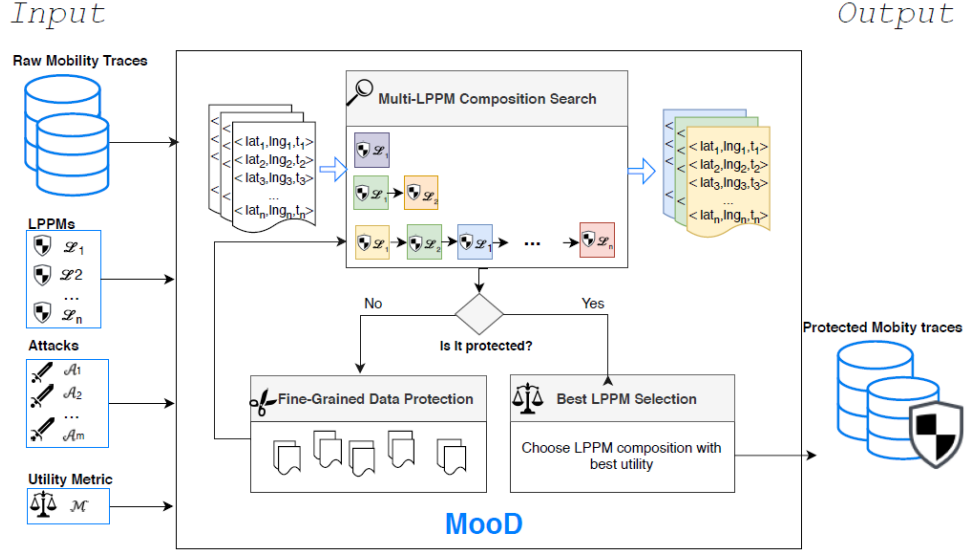 Input
Output
Raw Mobility Traces
Multi-LPPM Composition Search
< lat1,lng1,t1>
< lat2,lng2,t2>
< lat3,lng3,t3>
...
< latn,lngn,tn>
<
<
<
<
ℒ1
ℒ1
ℒ2
ℒ1
ℒ2
ℒ1
...
ℒn
<
<
<
<
< lat1,lng1,t1>
< lat2,lng2,t2>
< lat3,lng3,t3>
...
< latn,lngn,tn>
LPPMs
ℒ1
ℒ2
...
ℒn
Attacks
𝒜1
𝒜2
...
𝒜m
Utility Metric
ℳ
No
Yes
Is It protected?
Fine-Grained Data Protection
Best LPPM Selection
Choose LPPM composition with
best utility
Protected Mobity traces
MooD